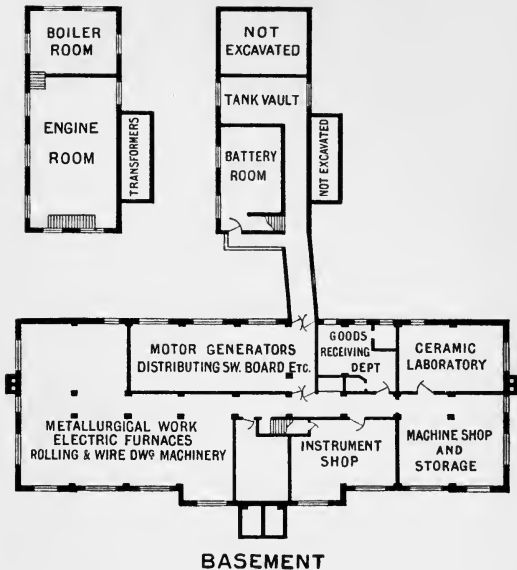 BOILER
ROOM
ENGINE
ROOM
TRANSFORMERS
NOT
EXCAVATED
TANK VAULT
BATTERY
ROOM
NOT EXCAVATED
MOTOR GENERATORS
DISTRIBUTING SW. BOARD ETC.
GOODS
RECEIVING
DEPT
CERAMIC
LABORATORY
METALLURGICAL WORK
ELECTRIC FURNACES
ROLLING & WIRE DWG MACHINERY
INSTRUMENT
SHOP
MACHINE SHOP
AND
STORAGE
BASEMENT